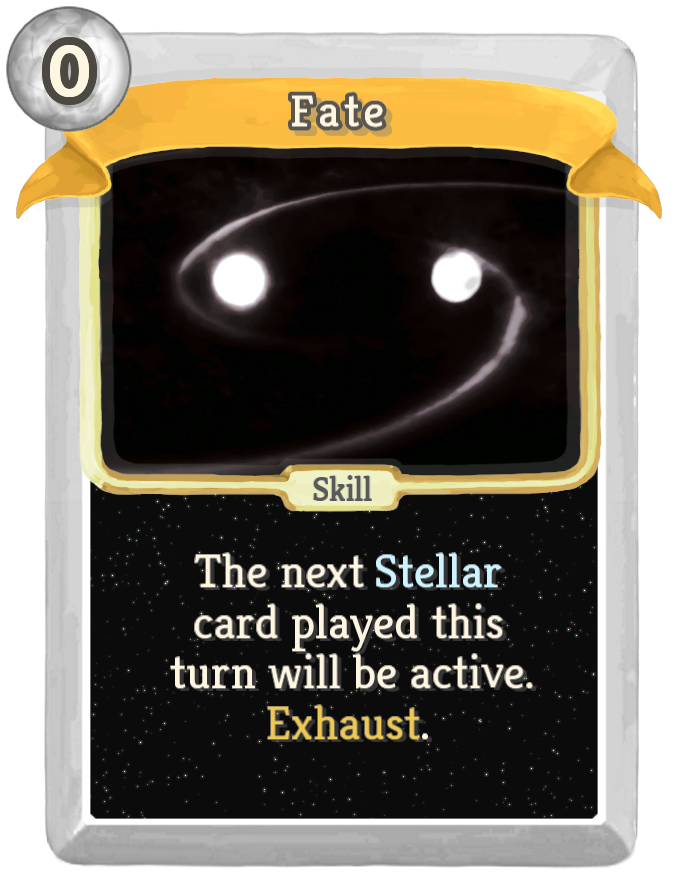 0
Fate
Skill
The next Stellar
card played this
turn will be active.
Exhaust.